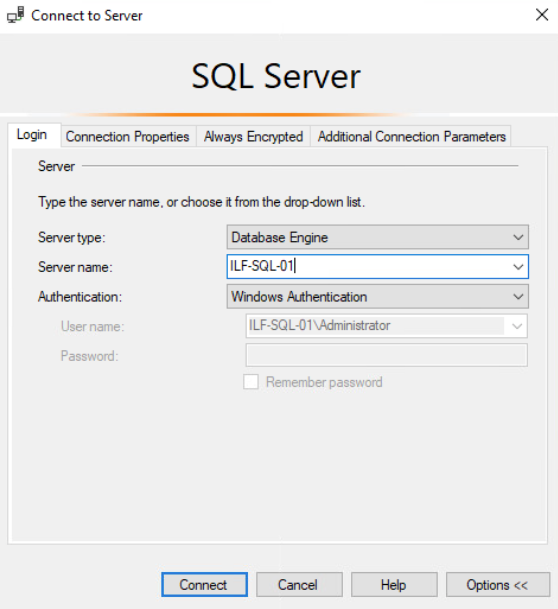 Connect to Server
SQL Server
Login Connection Properties Always Encrypted Additional Connection Parameters
Server
Type the server name, or choose it from the drop-down list.
Server type: Database Engine
Server name: ILF-SQL-01
Authentication: Windows Authentication
User name: ILF-SQL-01\Administrator
Password:
Remember password
Connect Cancel Help Options <<